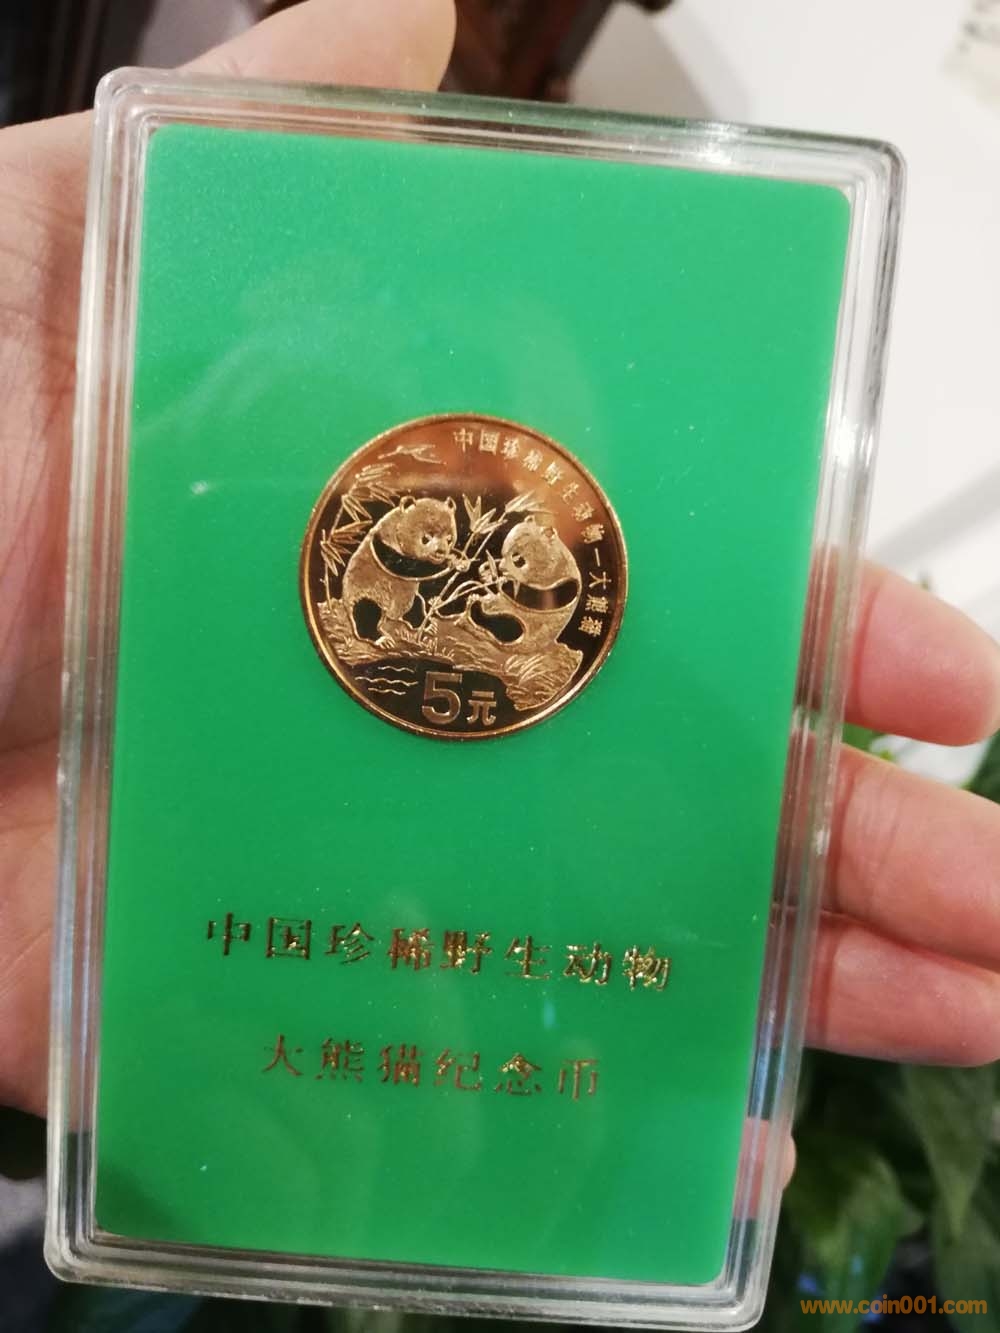 中国珍稀野生动物—大熊猫
5元
中国珍稀野生动物
大熊猫纪念币
www.coin001.com